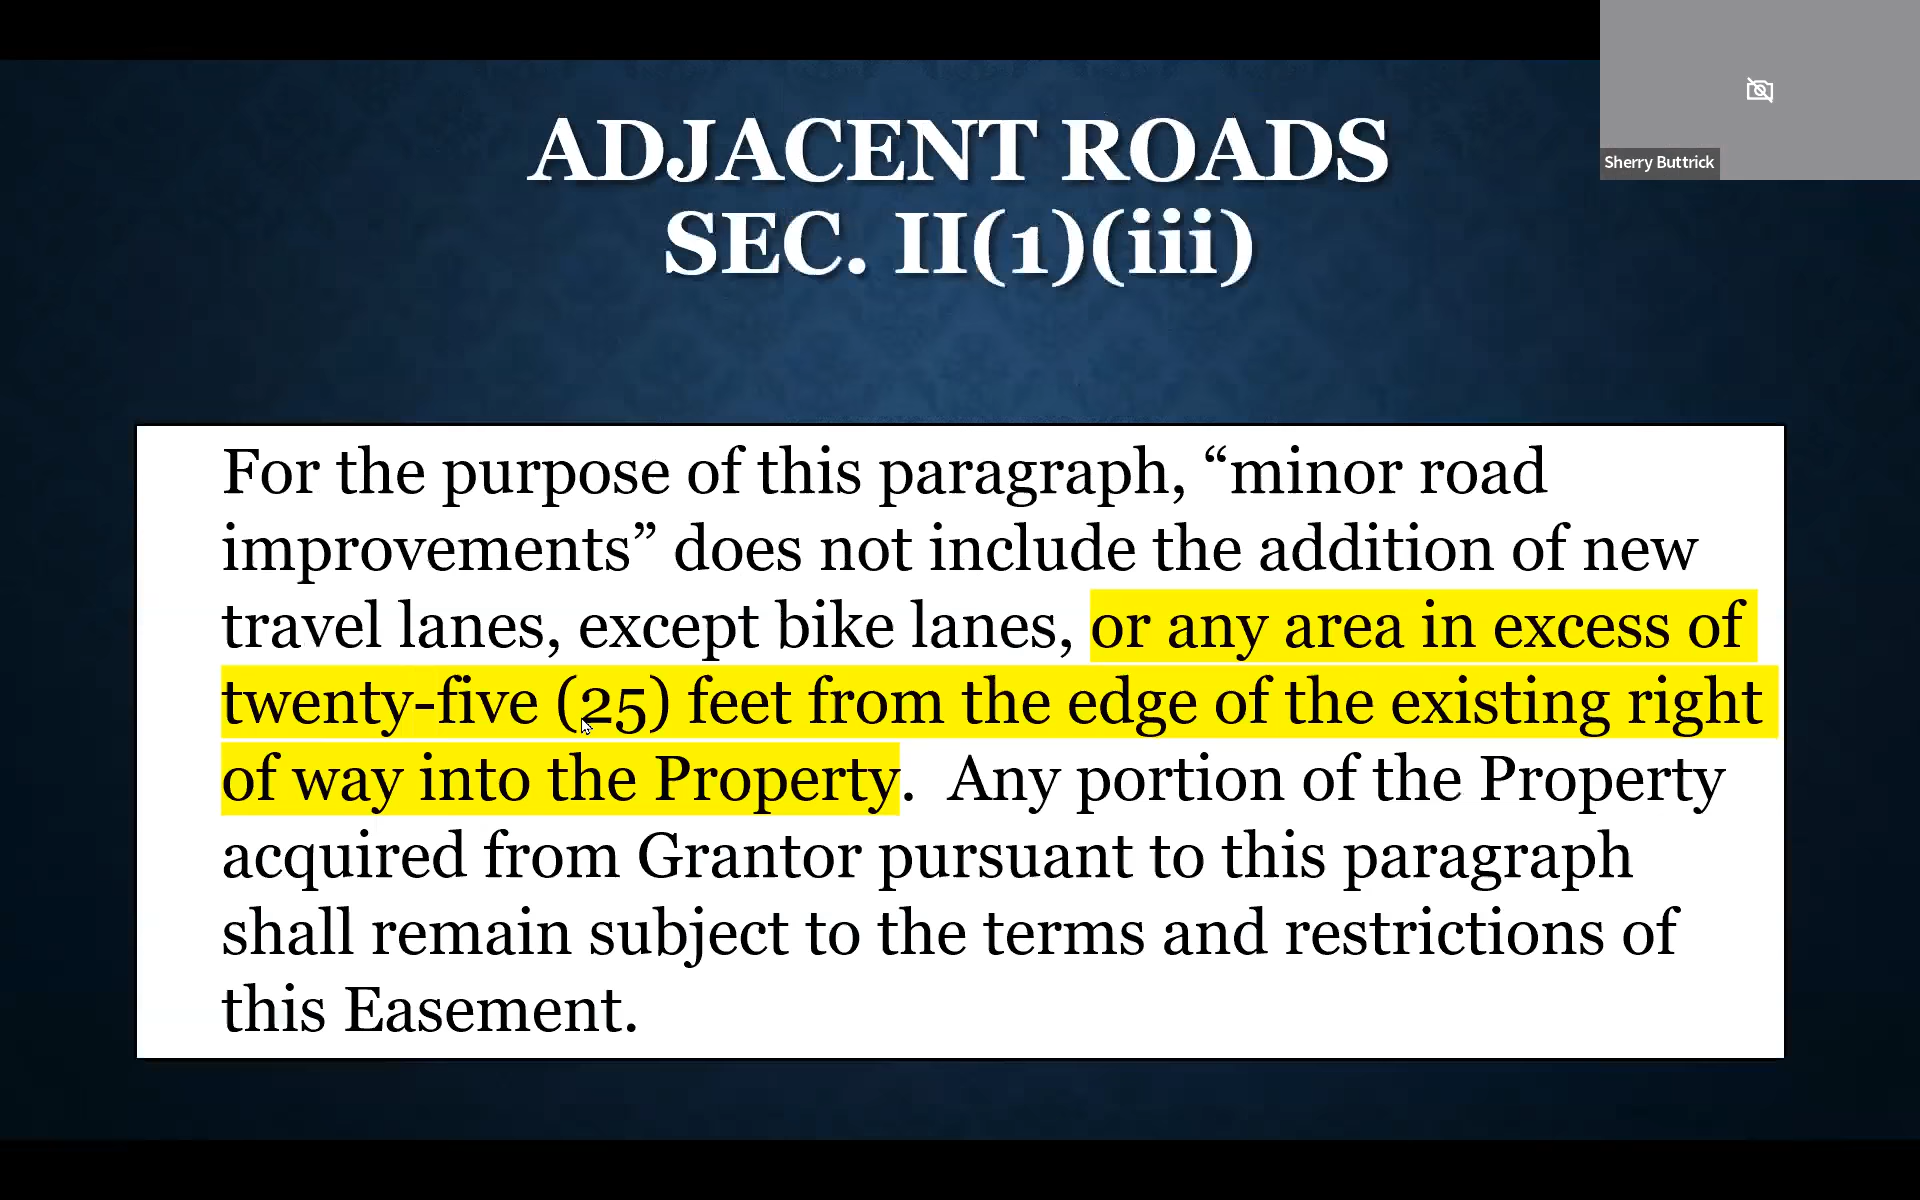 ADJACENT ROADS
SEC. II(1)(iii)
Sherry Buttrick
For the purpose of this paragraph, “minor road
improvements” does not include the addition of new
travel lanes, except bike lanes, or any area in excess of
twenty-five (25) feet from the edge of the existing right
of way into the Property.  Any portion of the Property
acquired from Grantor pursuant to this paragraph
shall remain subject to the terms and restrictions of
this Easement.